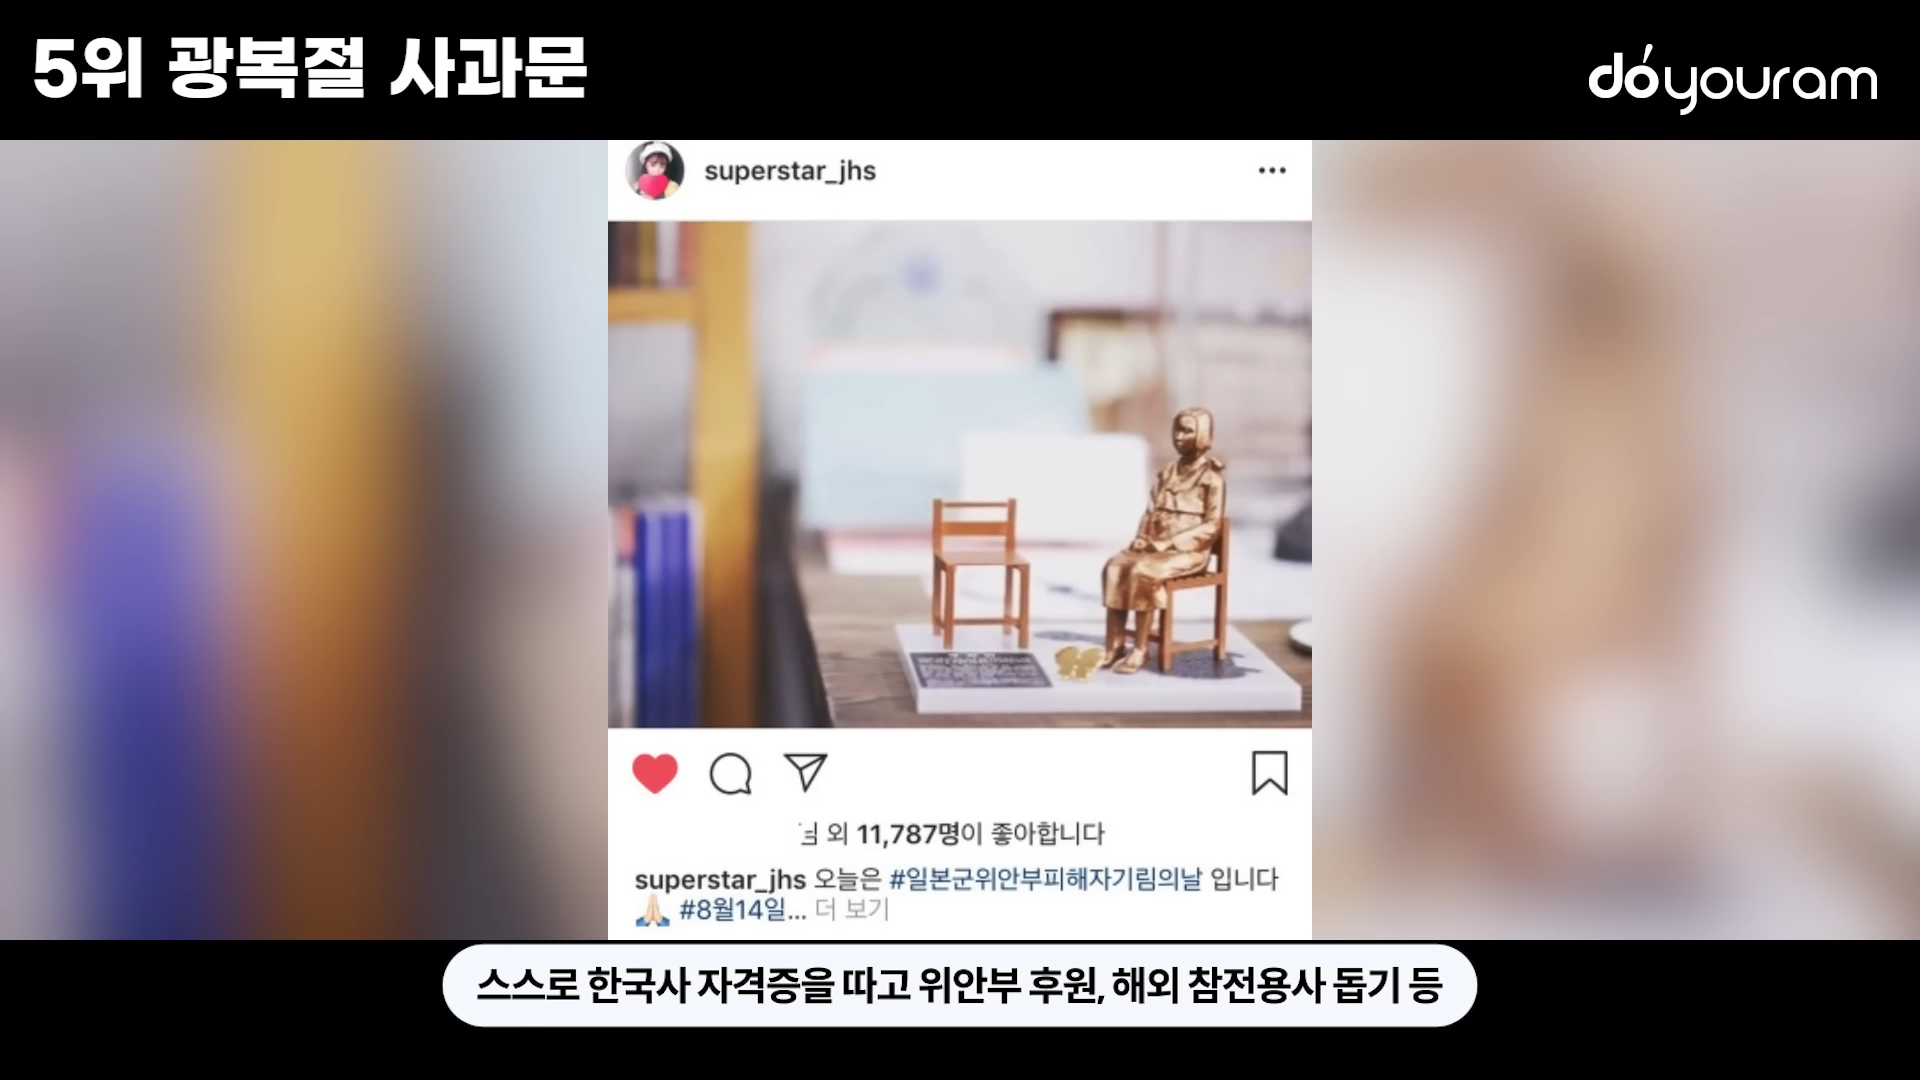 5위 광복절 사과문
doyouram
superstar_jhs
님 외 11,787명이 좋아합니다
superstar_jhs 오늘은 #일본군위안부피해자기림의날 입니다
🙏🏻 #8월14일... 더 보기
스스로 한국사 자격증을 따고 위안부 후원, 해외 참전용사 돕기 등